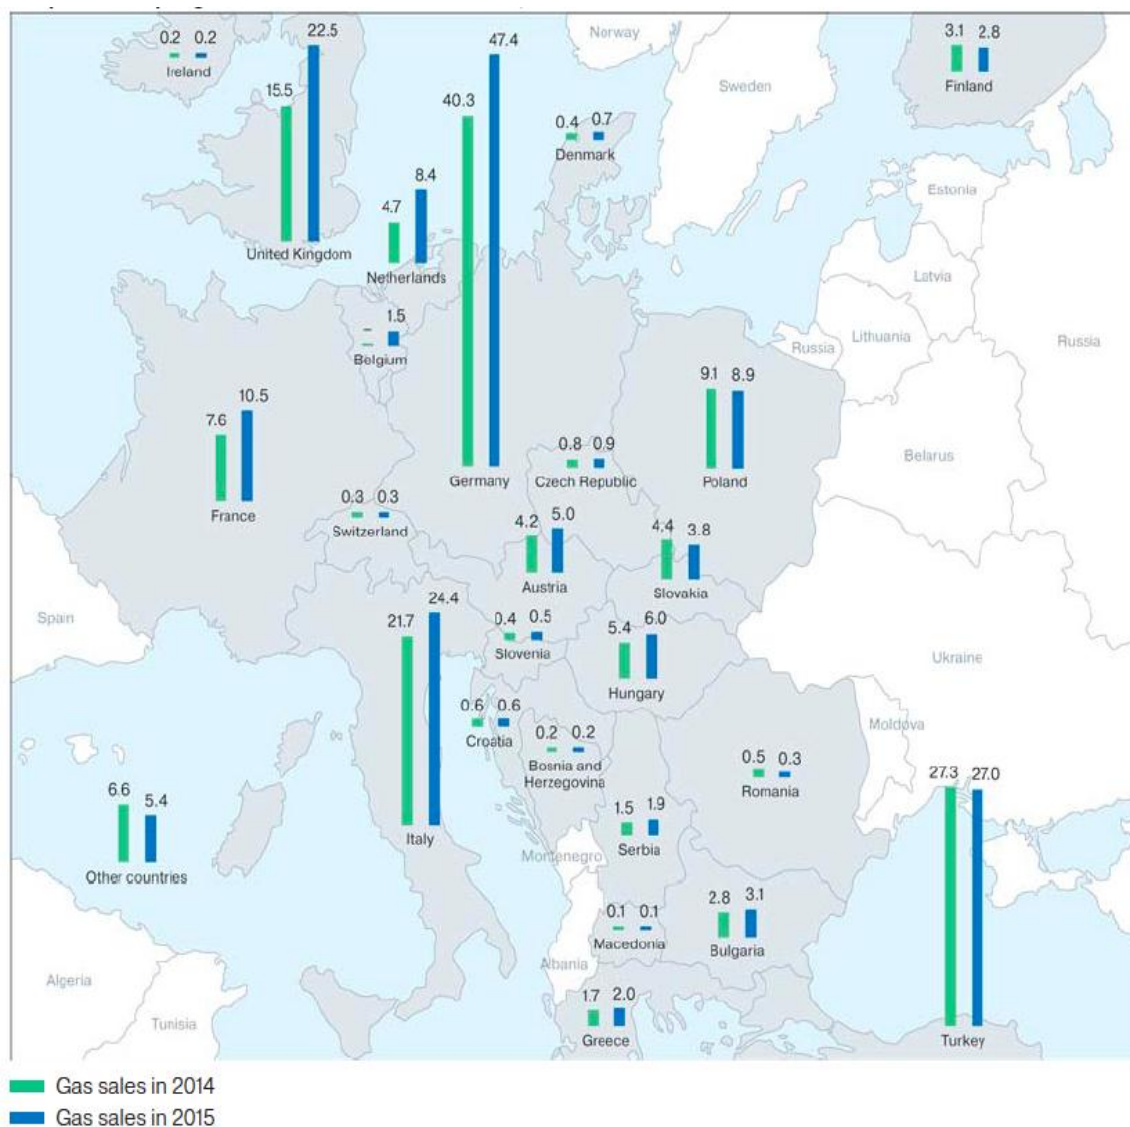 0.2 0.2
Ireland
22.5
15.5
United Kingdom
Norway
Sweden
3.1 2.8
Finland
47.4
40.3
Germany
0.4 0.7
Denmark
8.4
4.7
Netherlands
Estonia
Latvia
Lithuania
Russia
Russia
1.5
-
Belgium
9.1 8.9
Poland
Belarus
10.5
7.6
France
0.8 0.9
Czech Republic
0.3 0.3
Switzerland
4.2 5.0
Austria
4.4 3.8
Slovakia
Spain
24.4
21.7
Italy
0.4 0.5
Slovenia
5.4 6.0
Hungary
Ukraine
Moldova
0.6 0.6
Croatia
0.2 0.2
Bosnia and
Herzegovina
0.5 0.3
Romania
27.3 27.0
Turkey
6.6 5.4
Other countries
1.5 1.9
Serbia
Montenegro
0.1 0.1
Macedonia
2.8 3.1
Bulgaria
Albania
Algeria
Tunisia
1.7 2.0
Greece
Gas sales in 2014
Gas sales in 2015